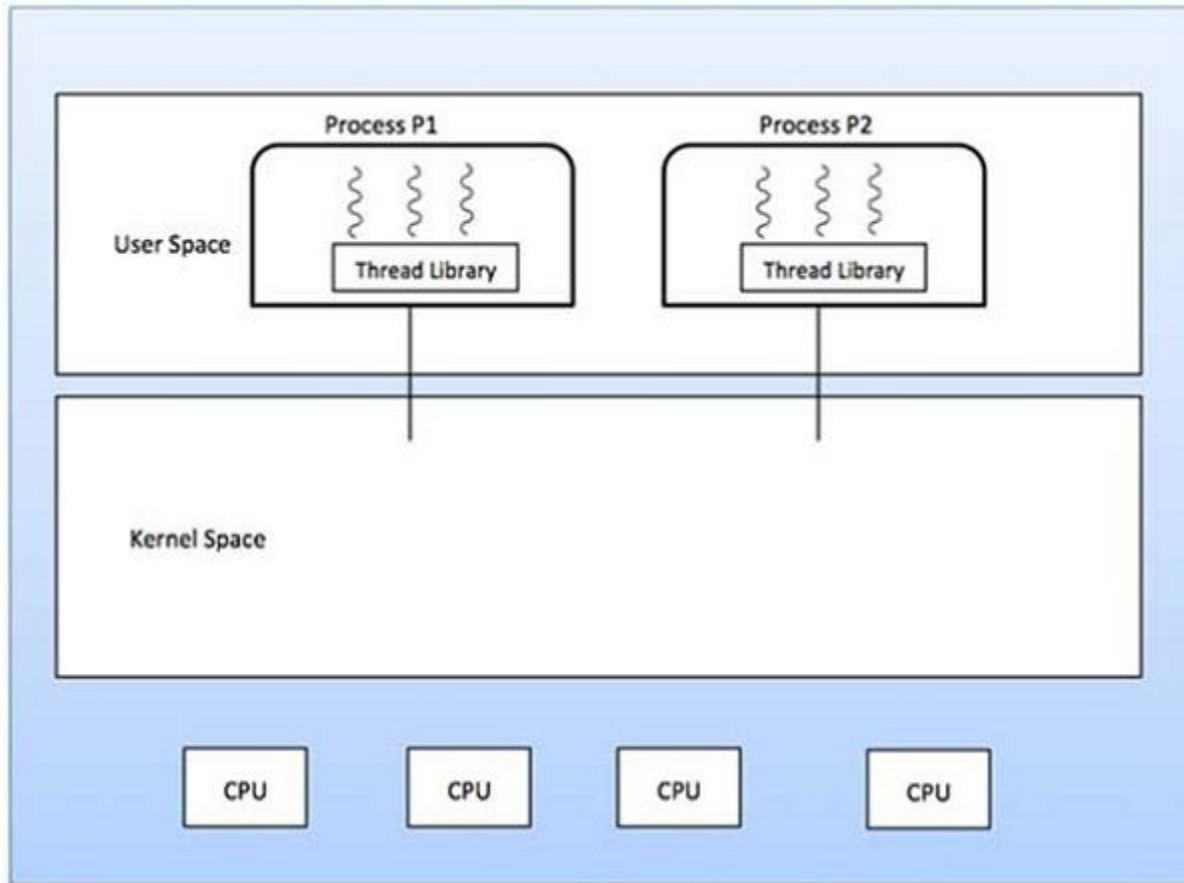 Process P1
Process P2
User Space
Thread Library
Thread Library
Kernel Space
CPU
CPU
CPU
CPU